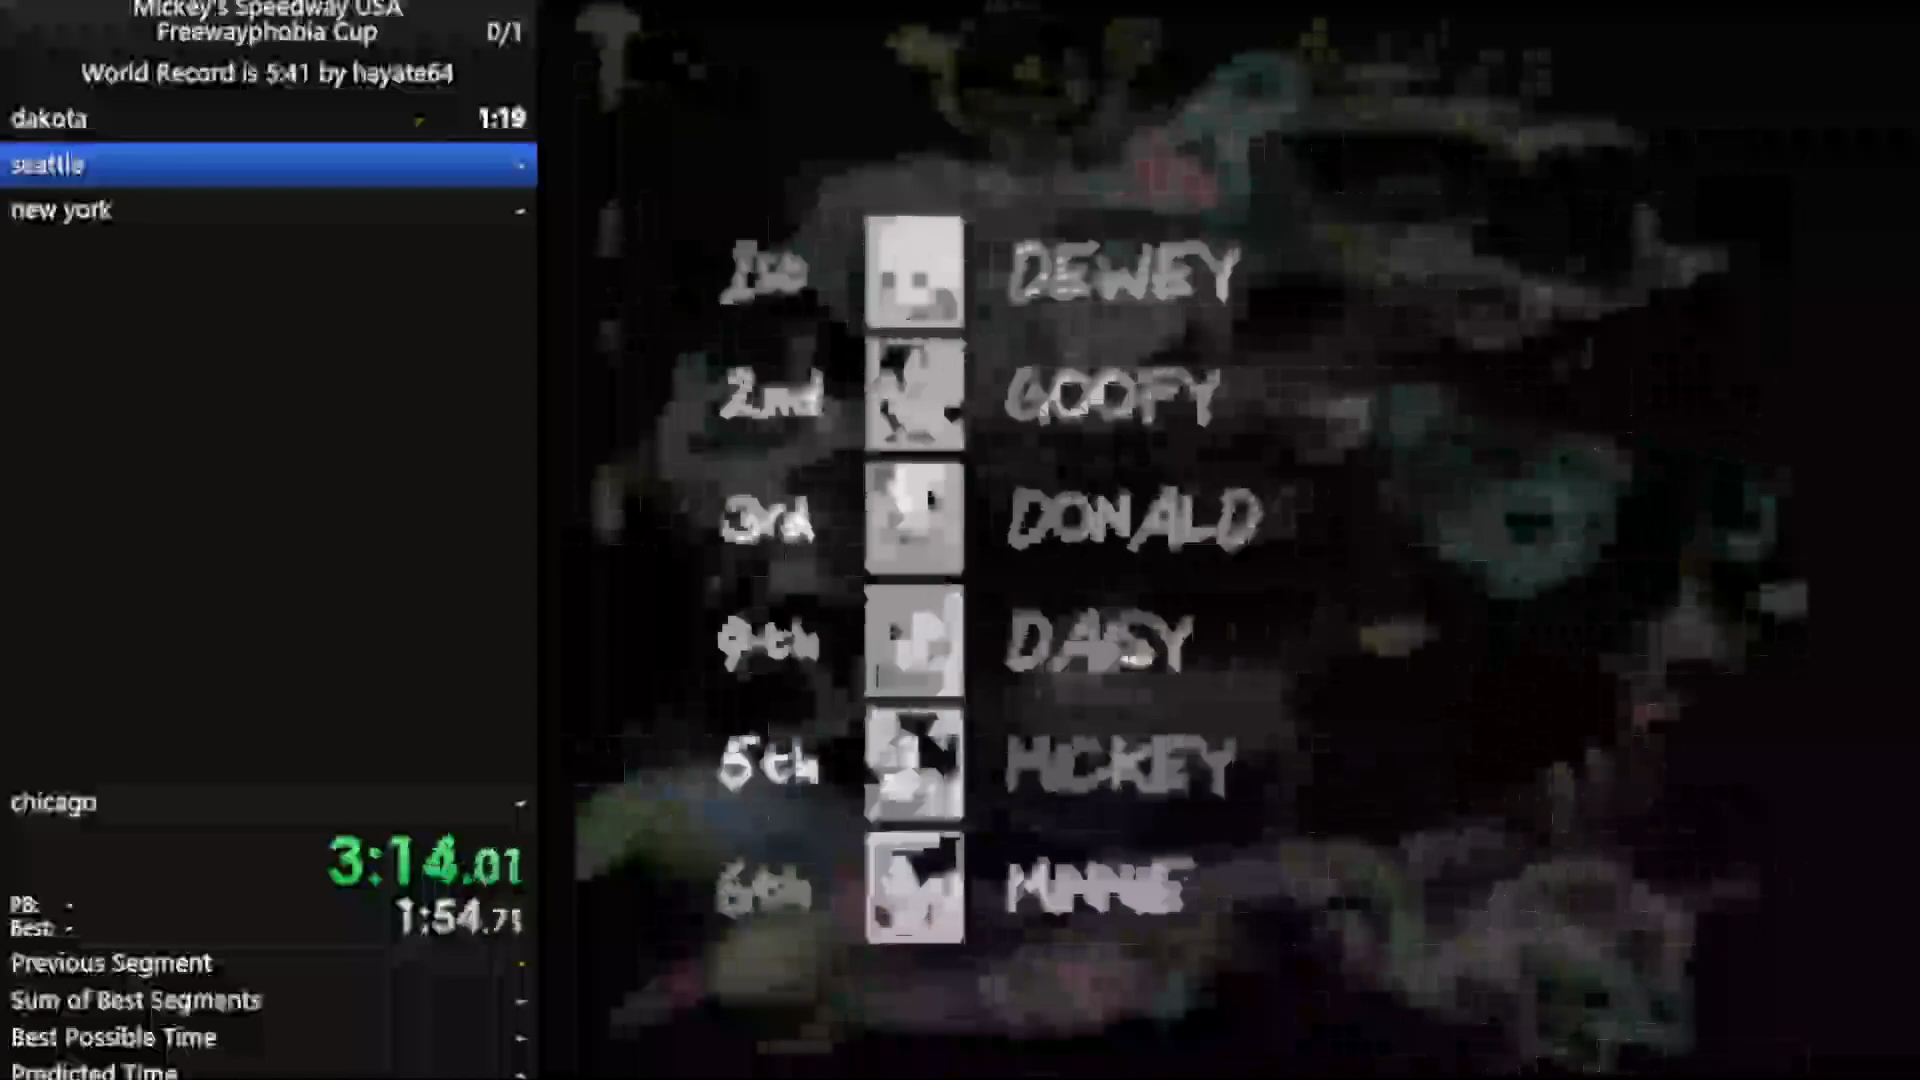 Mickey's Speedway USA
Freewayphobia Cup 0/1
World Record is 5:41 by hayate64
dakota 1:19
seattle -
new york -
chicago -
3:14.01
PB: -
Best: -
1:54.71
Previous Segment -
Sum of Best Segments -
Best Possible Time -
Predicted Time -
1st DEWEY
2nd GOOFY
3rd DONALD
4th DAISY
5th MICKEY
6th MINNIE